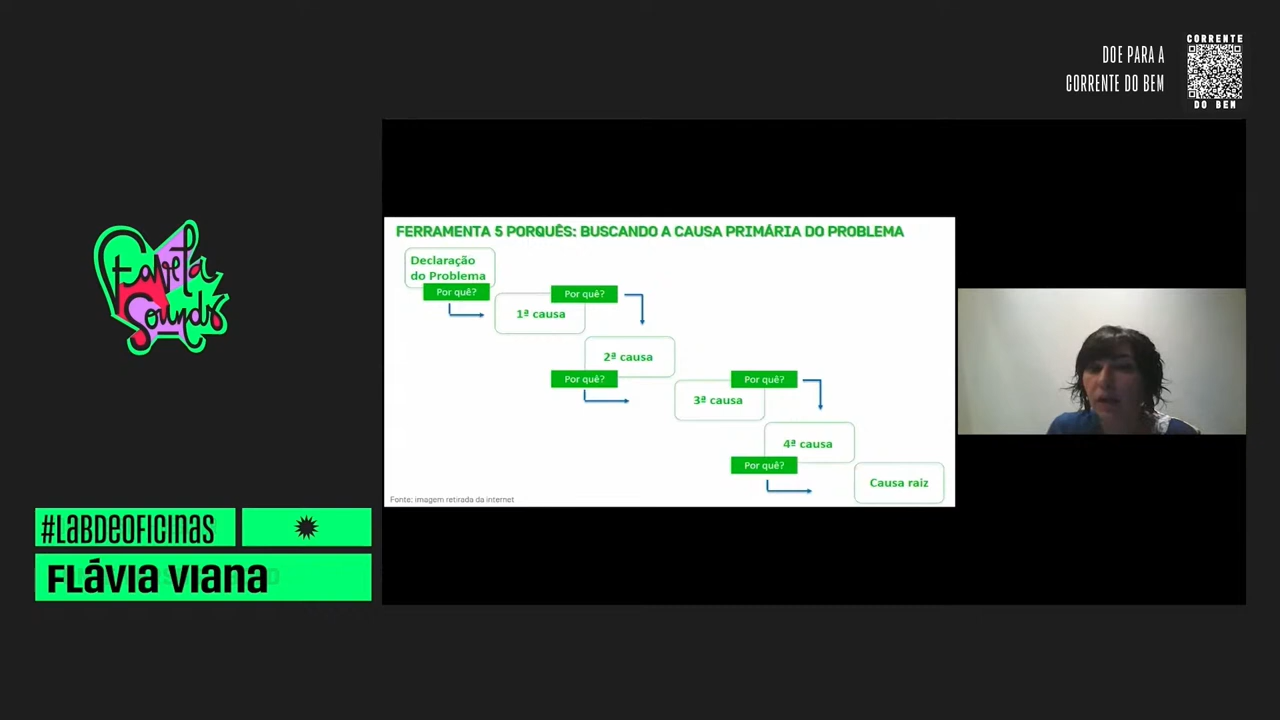 DOE PARA A
CORRENTE DO BEM
CORRENTE
DO BEM
Favela
Sounds
FERRAMENTA 5 PORQUÊS: BUSCANDO A CAUSA PRIMÁRIA DO PROBLEMA
Declaração
do Problema
Por quê?
1ª causa
Por quê?
2ª causa
Por quê?
3ª causa
Por quê?
4ª causa
Por quê?
Causa raiz
Fonte: imagem retirada da internet
#LABDEOFICINAS
FLÁVIA VIANA